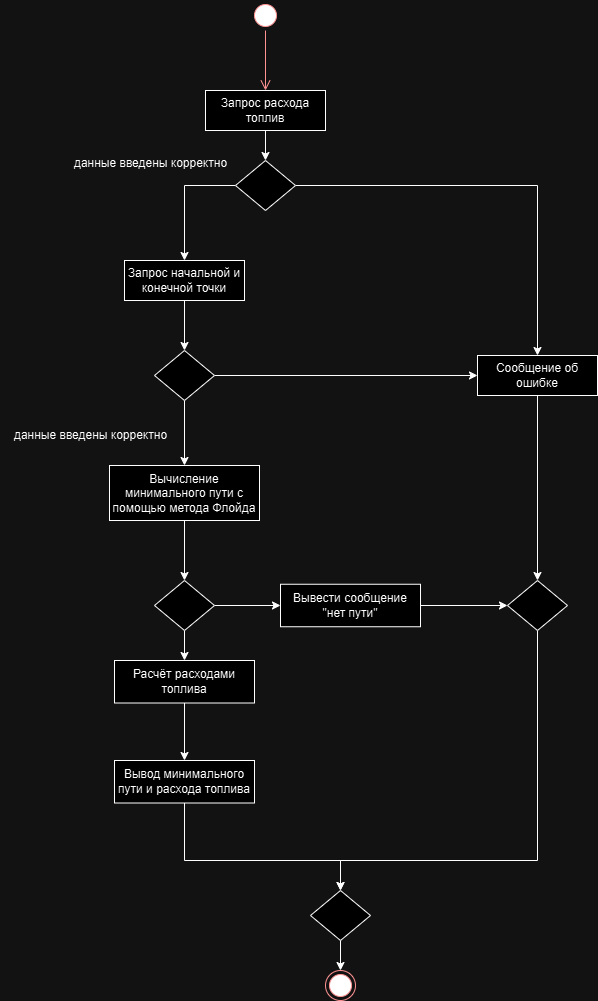 Запрос расхода
топлив
данные введены корректно
Запрос начальной и
конечной точки
Сообщение об
ошибке
данные введены корректно
Вычисление
минимального пути с
помощью метода Флойда
Вывести сообщение
"нет пути"
Расчёт расходами
топлива
Вывод минимального
пути и расхода топлива